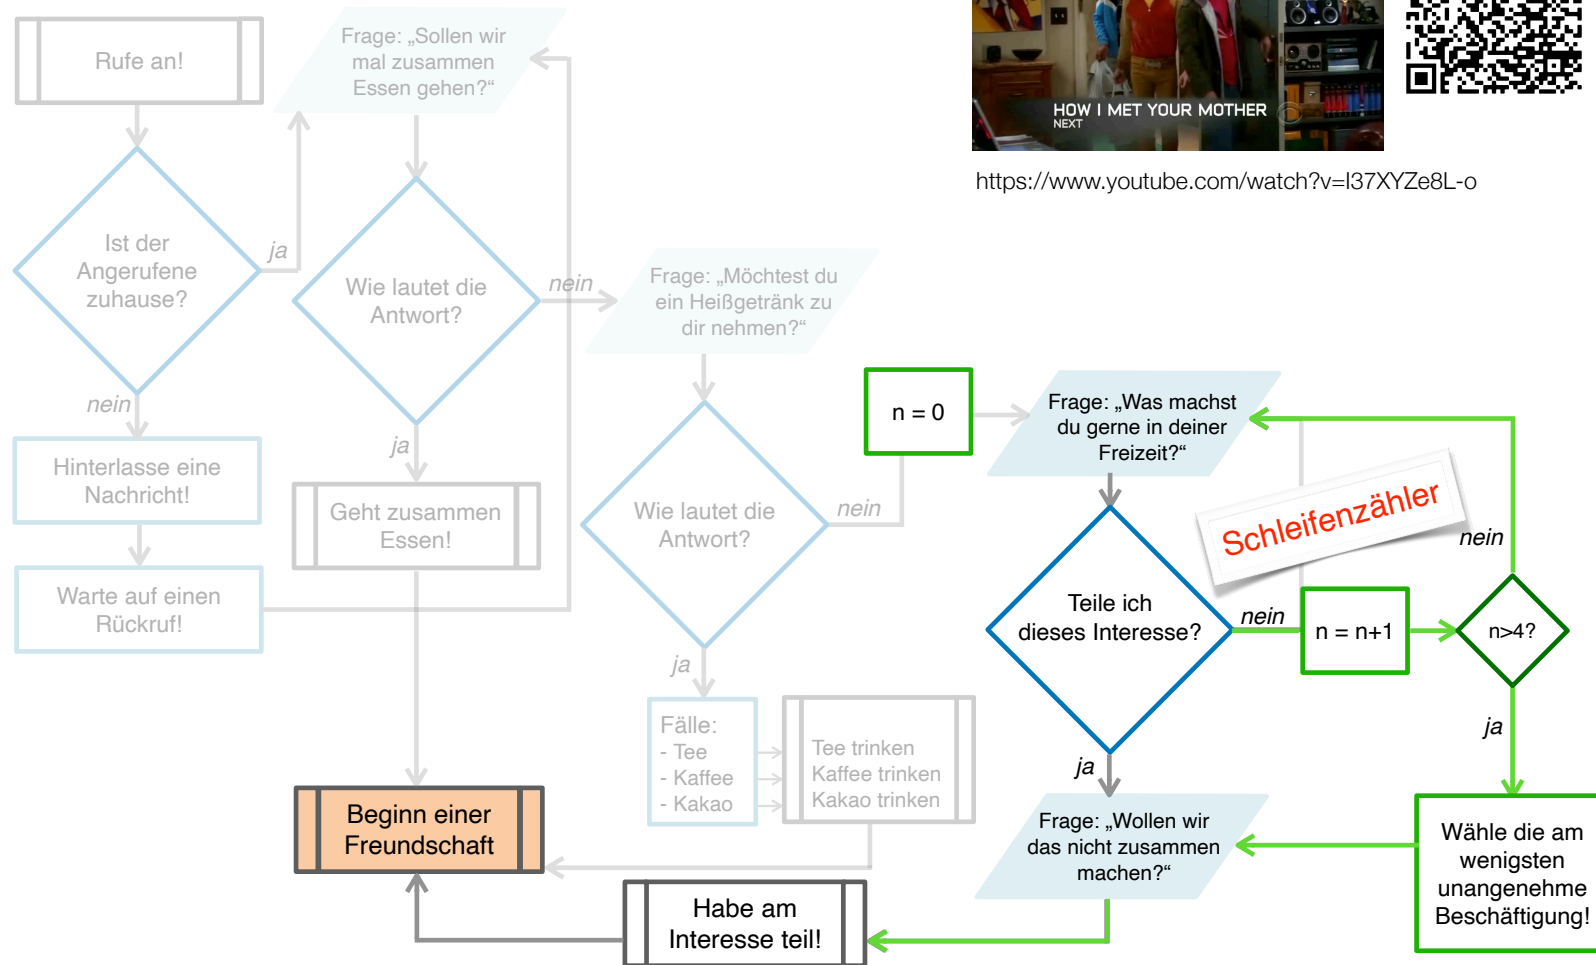 Rufe an!
Frage: „Sollen wir
mal zusammen
Essen gehen?“
HOW I MET YOUR MOTHER
NEXT
https://www.youtube.com/watch?v=I37XYZe8L-o
Ist der
Angerufene
zuhause?
ja
nein
Hinterlasse eine
Nachricht!
Warte auf einen
Rückruf!
Wie lautet die
Antwort?
nein
ja
Geht zusammen
Essen!
Frage: „Möchtest du
ein Heißgetränk zu
dir nehmen?“
Wie lautet die
Antwort?
nein
ja
Fälle:
- Tee
- Kaffee
- Kakao
Tee trinken
Kaffee trinken
Kakao trinken
n = 0
Frage: „Was machst
du gerne in deiner
Freizeit?“
Schleifenzähler
Teile ich
dieses Interesse?
nein
n = n+1
n>4?
nein
ja
ja
Frage: „Wollen wir
das nicht zusammen
machen?“
Wähle die am
wenigsten
unangenehme
Beschäftigung!
Habe am
Interesse teil!
Beginn einer
Freundschaft